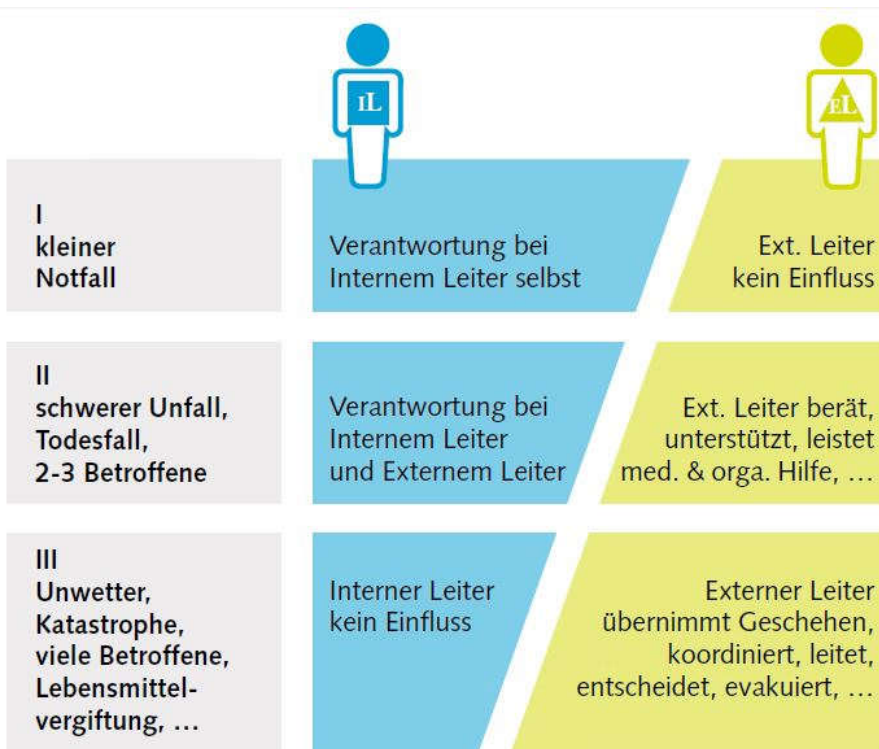 IL
EL
I
kleiner
Notfall
Verantwortung bei
Internem Leiter selbst
Ext. Leiter
kein Einfluss
II
schwerer Unfall,
Todesfall,
2-3 Betroffene
Verantwortung bei
Internem Leiter
und Externem Leiter
Ext. Leiter berät,
unterstützt, leistet
med. & orga. Hilfe, …
III
Unwetter,
Katastrophe,
viele Betroffene,
Lebensmittel-
vergiftung, …
Interner Leiter
kein Einfluss
Externer Leiter
übernimmt Geschehen,
koordiniert, leitet,
entscheidet, evakuiert, …